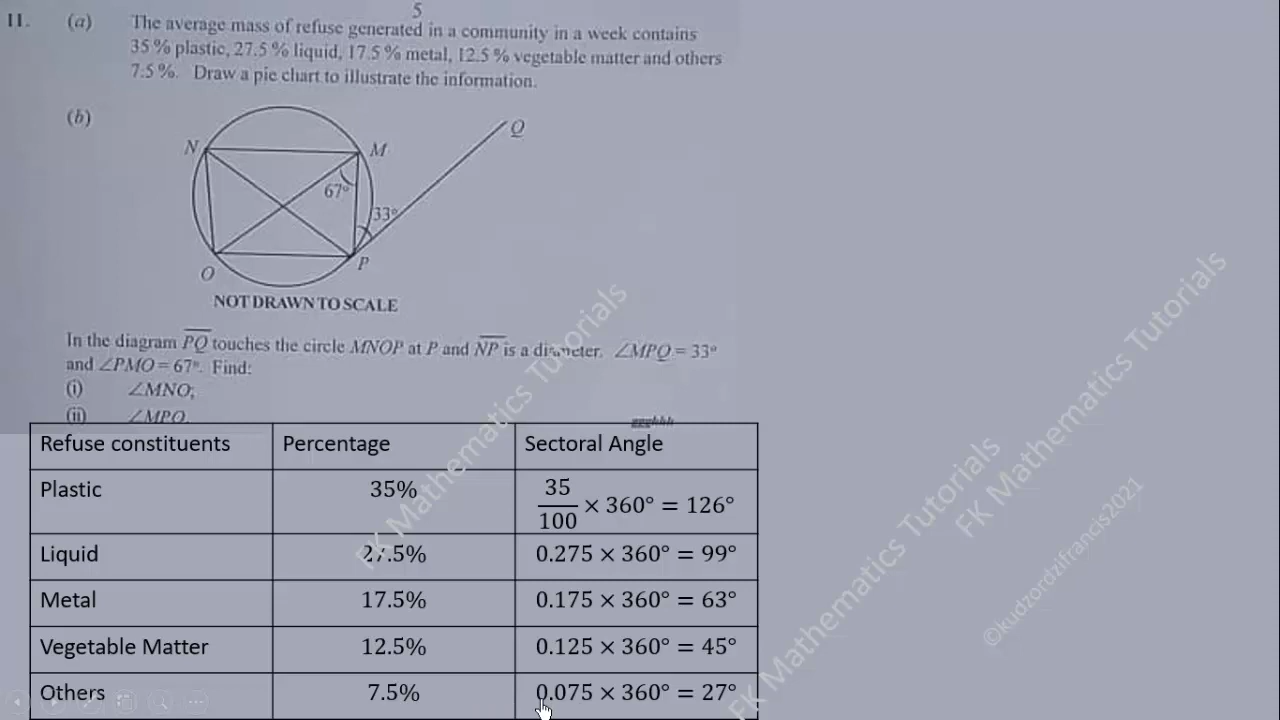 5
11. (a) The average mass of refuse generated in a community in a week contains
35 % plastic, 27.5 % liquid, 17.5 % metal, 12.5 % vegetable matter and others
7.5 %. Draw a pie chart to illustrate the information.
(b)
N M Q
67°
33°
O P
NOT DRAWN TO SCALE
In the diagram PQ touches the circle MNOP at P and NP is a diameter. ∠MPQ = 33°
and ∠PMO = 67°. Find:
(i) ∠MNO;
(ii) ∠MPO.
Refuse constituents Percentage Sectoral Angle
Plastic 35% 35/100 × 360° = 126°
Liquid 27.5% 0.275 × 360° = 99°
Metal 17.5% 0.175 × 360° = 63°
Vegetable Matter 12.5% 0.125 × 360° = 45°
Others 7.5% 0.075 × 360° = 27°
FK Mathematics Tutorials
FK Mathematics Tutorials
FK Mathematics Tutorials
©kudzordzifrancis2021